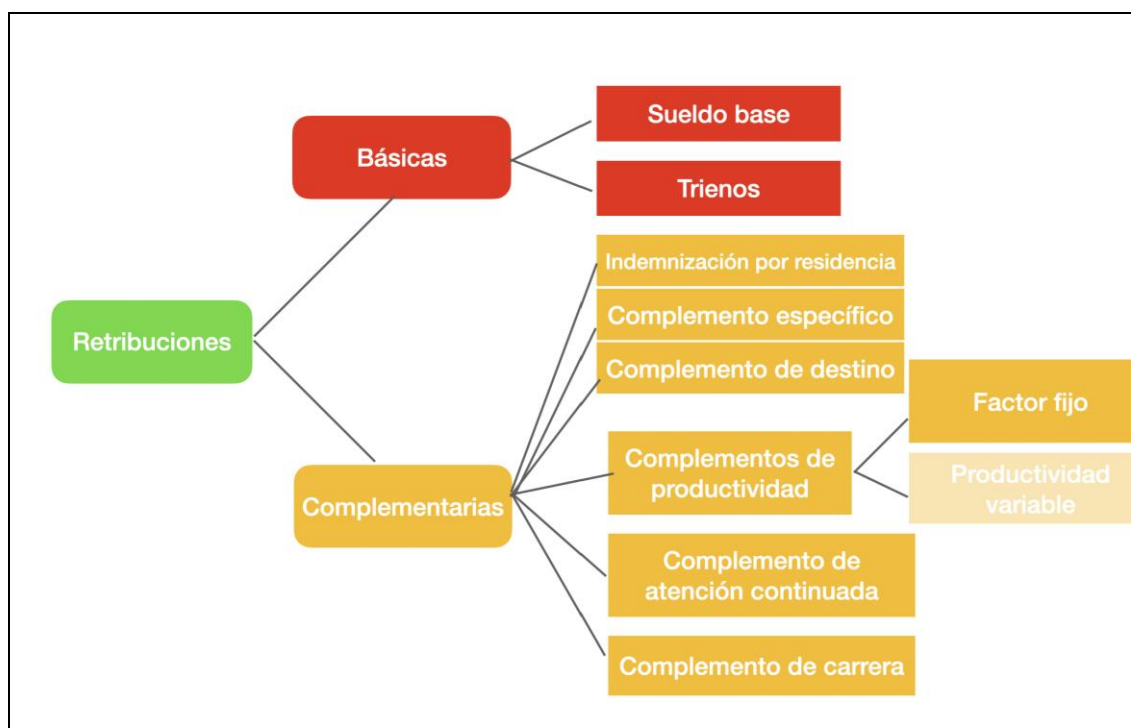 Retribuciones
Básicas
Sueldo base
Trienos
Complementarias
Indemnización por residencia
Complemento específico
Complemento de destino
Complementos de
productividad
Factor fijo
Productividad
variable
Complemento de
atención continuada
Complemento de carrera